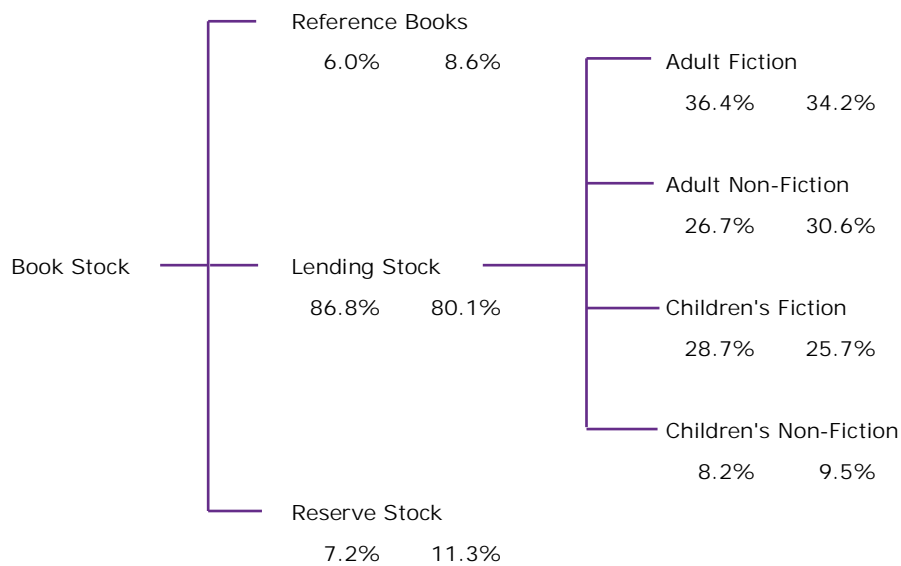 Reference Books
6.0% 8.6%
Adult Fiction
36.4% 34.2%
Adult Non-Fiction
26.7% 30.6%
Book Stock
Lending Stock
86.8% 80.1%
Children's Fiction
28.7% 25.7%
Children's Non-Fiction
8.2% 9.5%
Reserve Stock
7.2% 11.3%